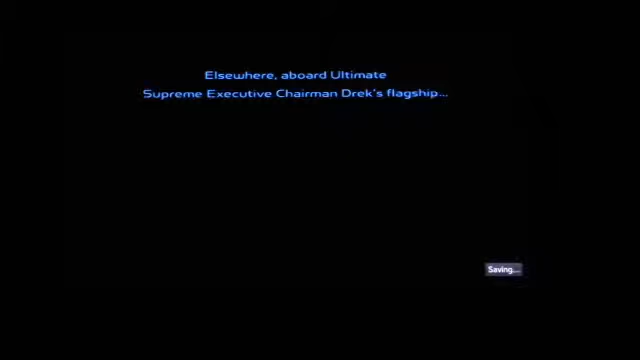 Elsewhere, aboard Ultimate
Supreme Executive Chairman Drek's flagship...
Saving...